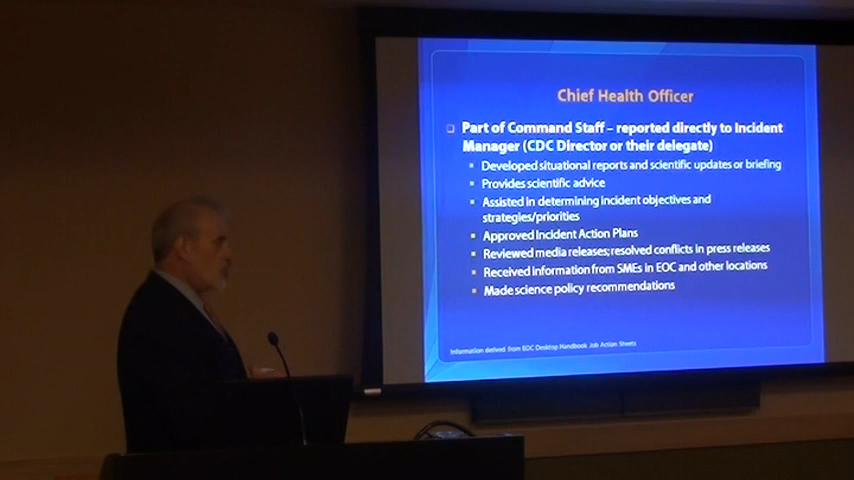 Chief Health Officer
Part of Command Staff – reported directly to Incident
Manager (CDC Director or their delegate)
Developed situational reports and scientific updates or briefing
Provides scientific advice
Assisted in determining incident objectives and
strategies/priorities
Approved Incident Action Plans
Reviewed media releases; resolved conflicts in press releases
Received information from SMEs in EOC and other locations
Made science policy recommendations
Information derived from EOC Desktop Handbook Job Action Sheets